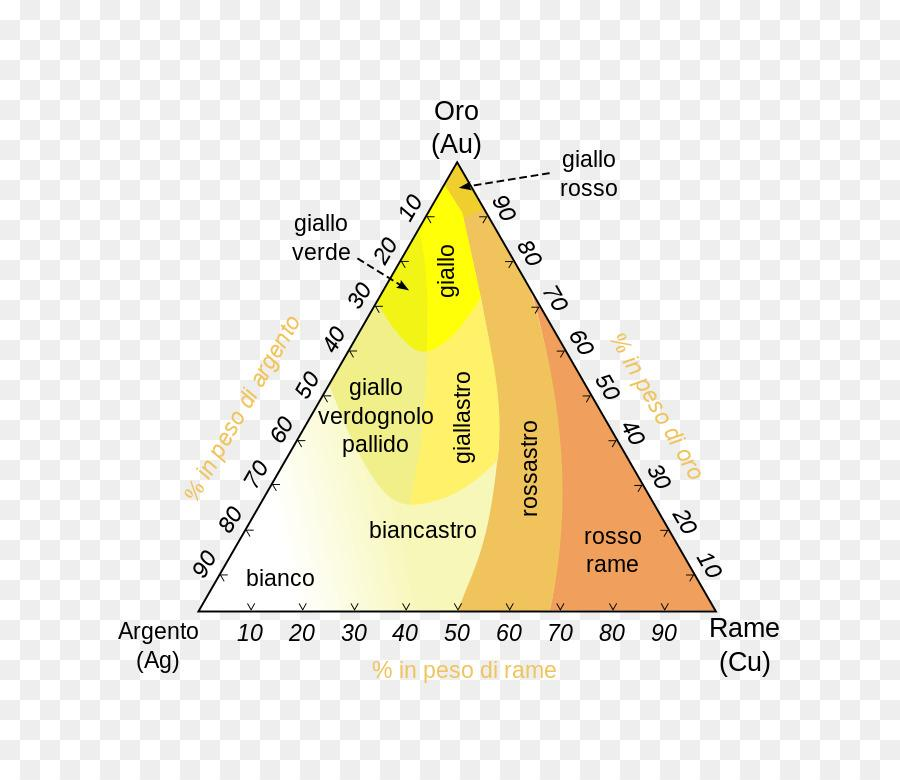 Oro
(Au)
giallo
rosso
giallo
verde
giallo
10
20
30
40
50
60
70
80
90
% in peso di argento
90
80
70
60
50
40
30
20
10
% in peso di oro
giallo
verdognolo
pallido
giallastro
rossastro
biancastro
rosso
rame
bianco
Argento
(Ag)
10 20 30 40 50 60 70 80 90
Rame
(Cu)
% in peso di rame